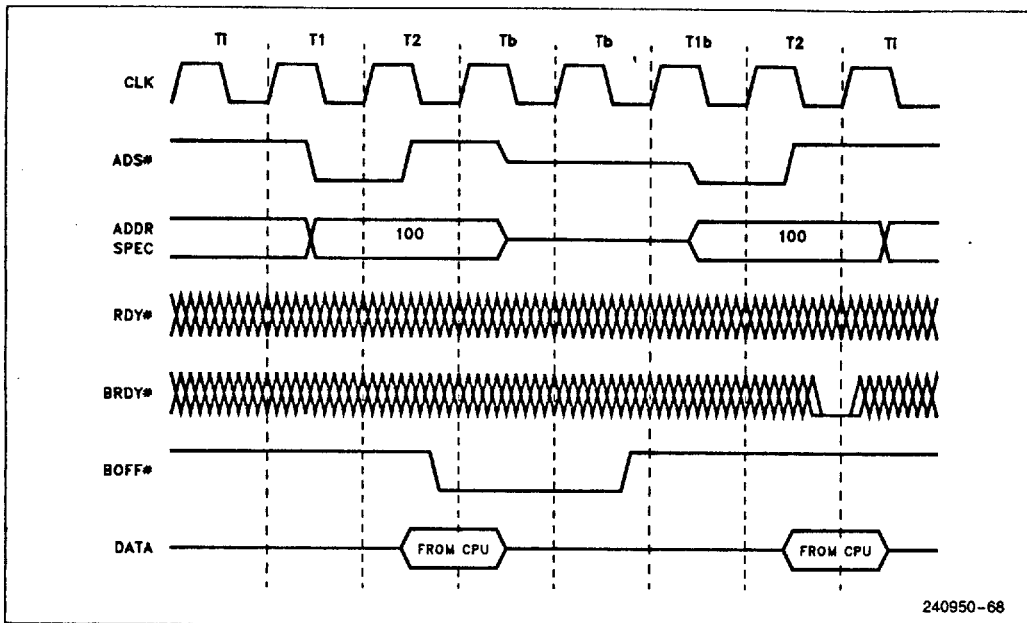 Ti T1 T2 Tb Tb T1b T2 Ti
CLK
ADS#
ADDR
SPEC
100 100
RDY#
BRDY#
BOFF#
DATA
FROM CPU FROM CPU
240950-68